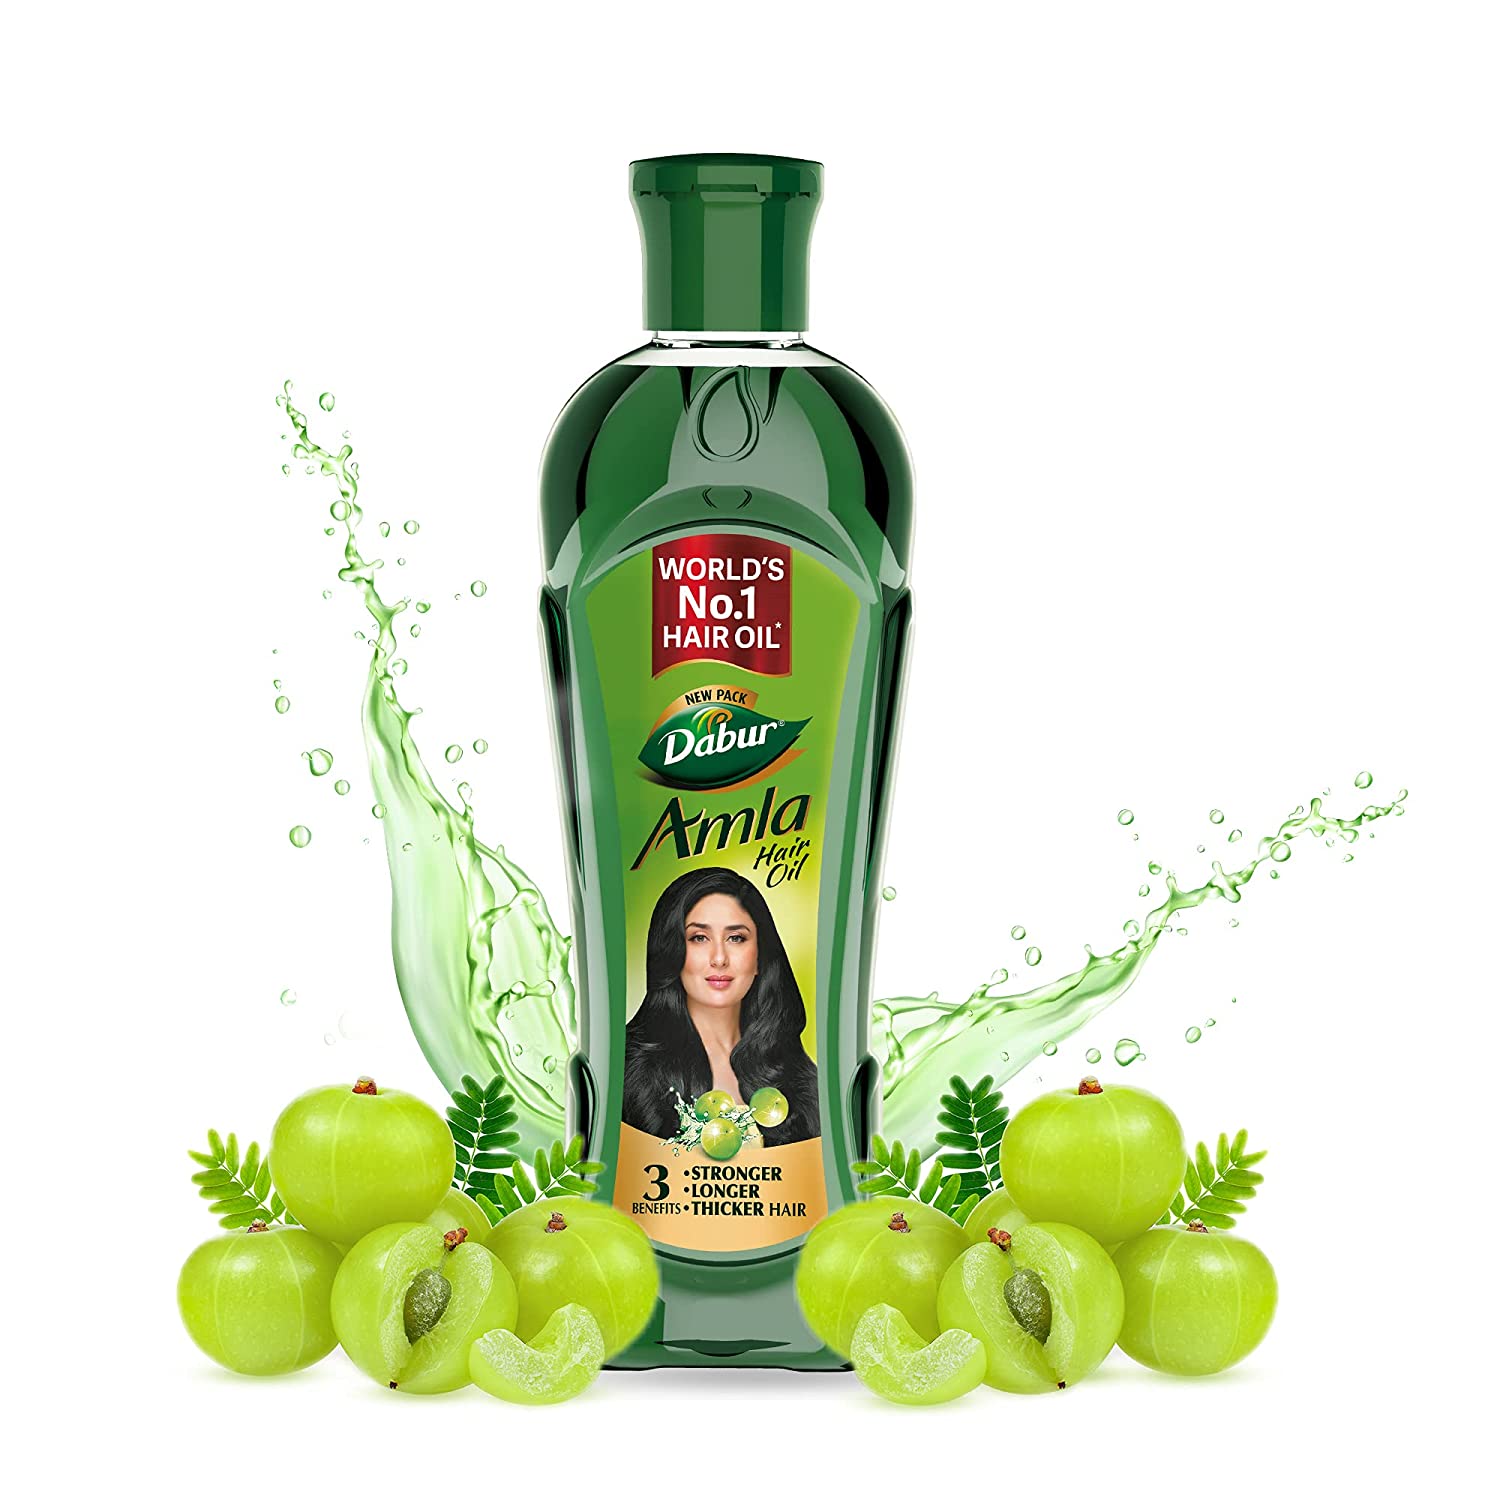 WORLD'S
No.1
HAIR OIL*
NEW PACK
Dabur®
Amla
Hair
Oil
3
BENEFITS
•STRONGER
•LONGER
•THICKER HAIR